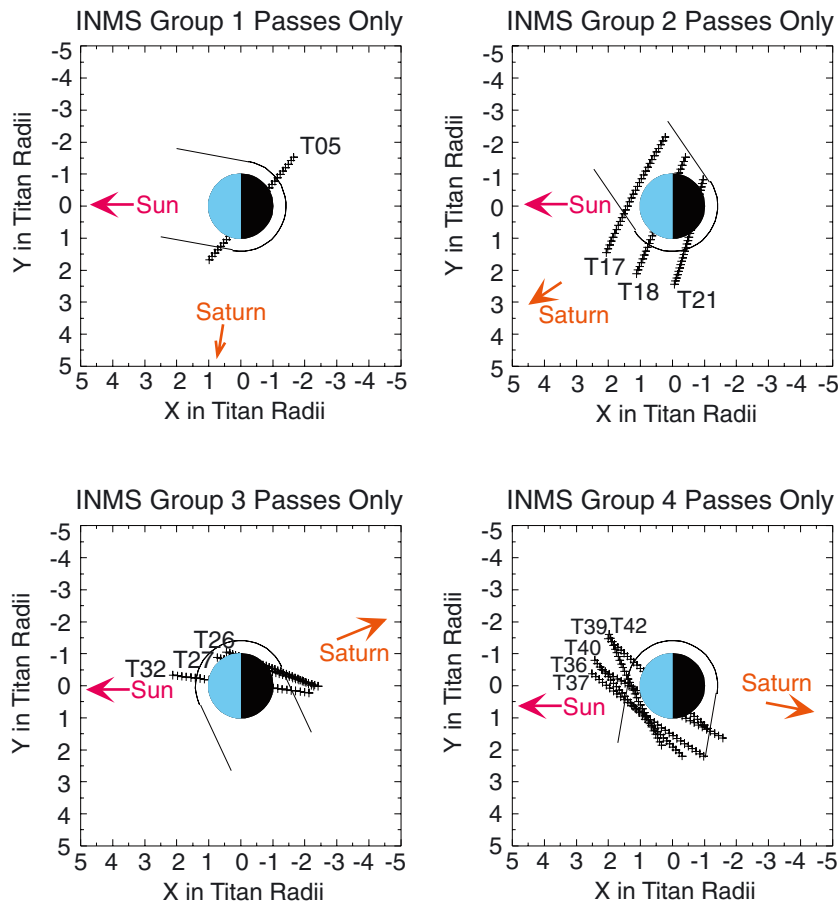 INMS Group 1 Passes Only
-5
-4
-3
-2
-1
0
1
2
3
4
5
Y in Titan Radii
T05
Sun
Saturn
5 4 3 2 1 0 -1 -2 -3 -4 -5
X in Titan Radii
INMS Group 2 Passes Only
-5
-4
-3
-2
-1
0
1
2
3
4
5
Y in Titan Radii
Sun
T17
T18
T21
Saturn
5 4 3 2 1 0 -1 -2 -3 -4 -5
X in Titan Radii
INMS Group 3 Passes Only
-5
-4
-3
-2
-1
0
1
2
3
4
5
Y in Titan Radii
T26
T27
T32
Saturn
Sun
5 4 3 2 1 0 -1 -2 -3 -4 -5
X in Titan Radii
INMS Group 4 Passes Only
-5
-4
-3
-2
-1
0
1
2
3
4
5
Y in Titan Radii
T39 T42
T40
T36
T37
Sun
Saturn
5 4 3 2 1 0 -1 -2 -3 -4 -5
X in Titan Radii